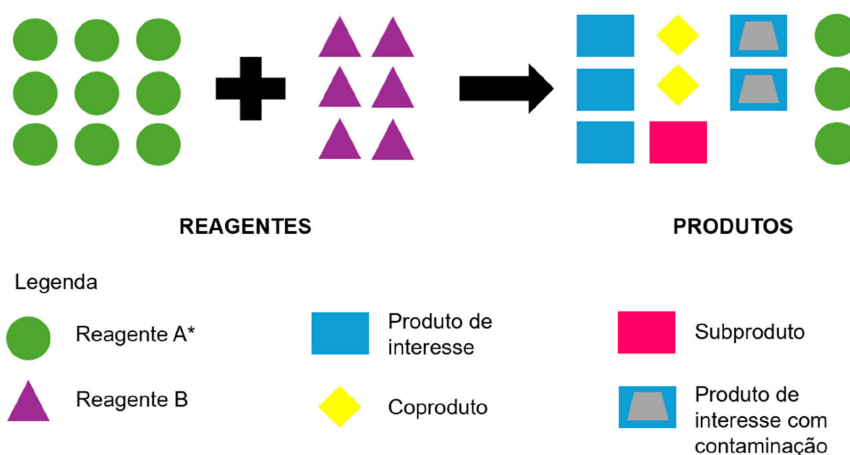 REAGENTES
PRODUTOS
Legenda
Reagente A*
Produto de
interesse
Subproduto
Reagente B
Coproduto
Produto de
interesse com
contaminação